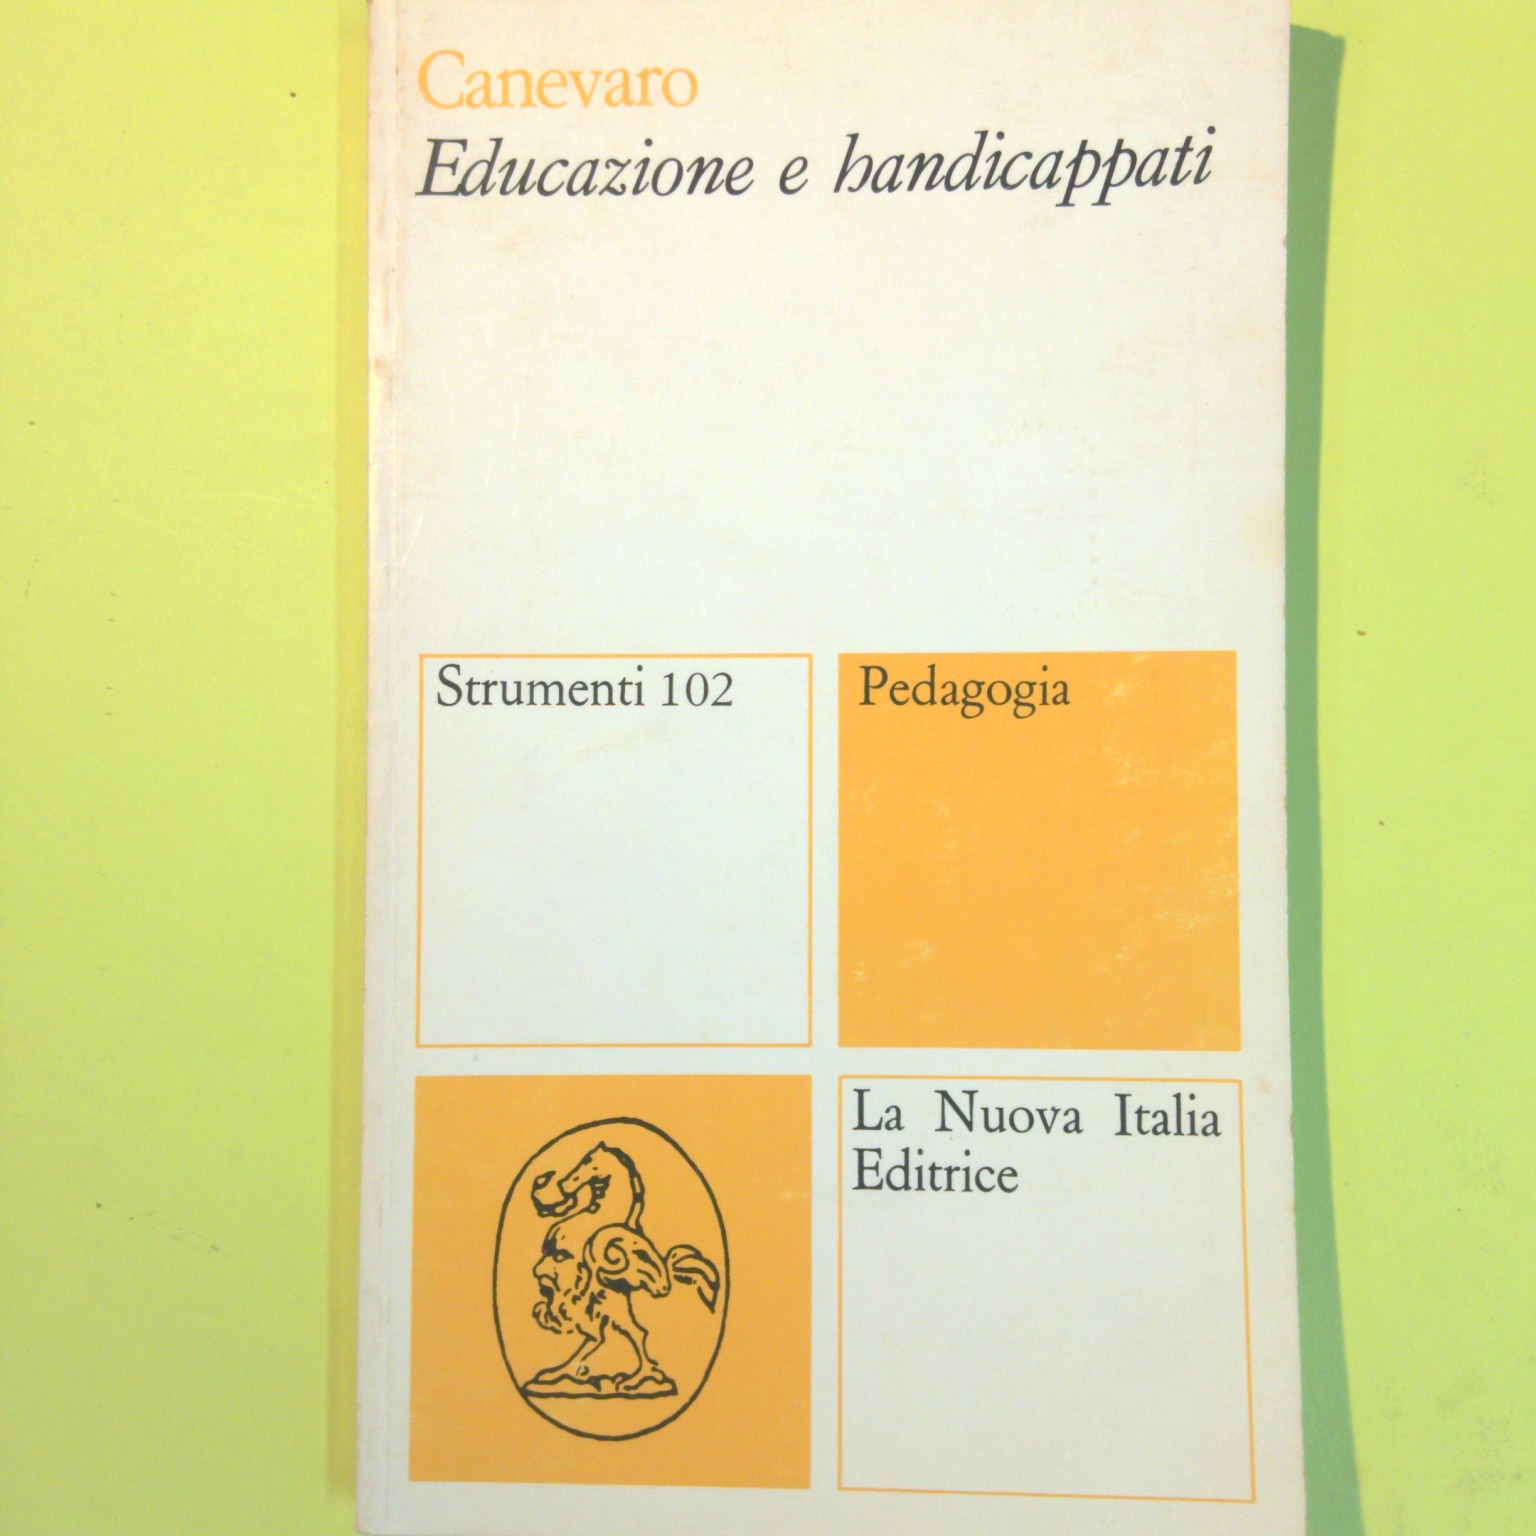 Canevaro
Educazione e handicappati
Strumenti 102
Pedagogia
La Nuova Italia
Editrice